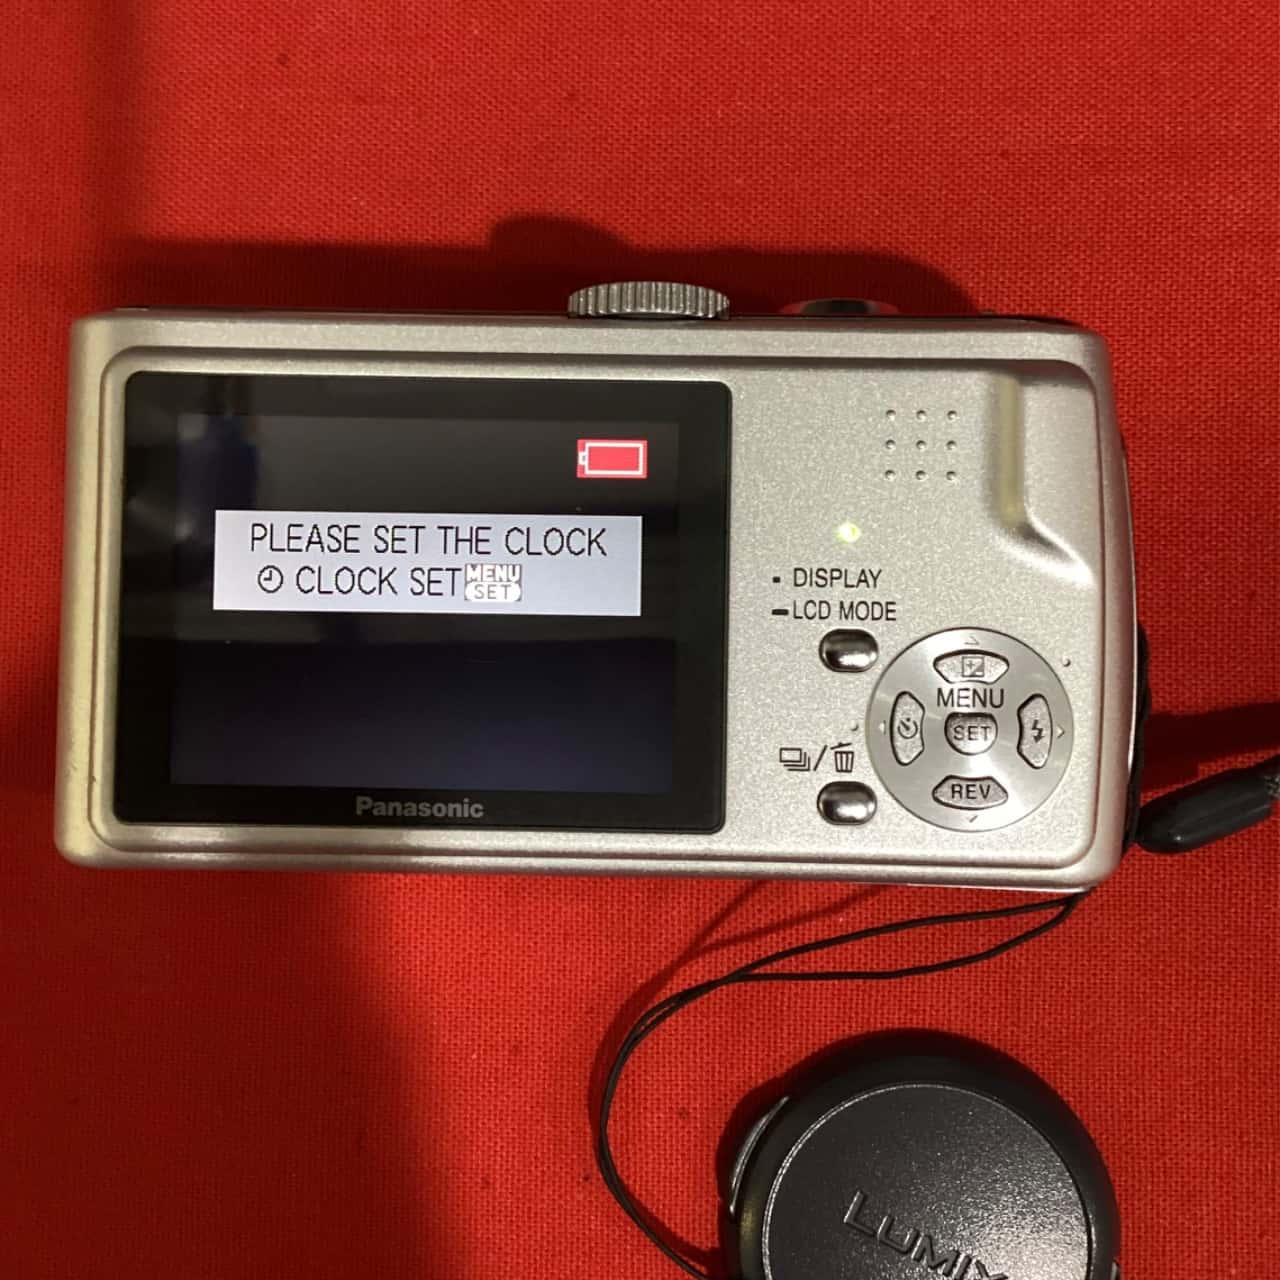 PLEASE SET THE CLOCK
CLOCK SET MENU
SET
Panasonic
DISPLAY
LCD MODE
MENU
SET
REV
LUMIX